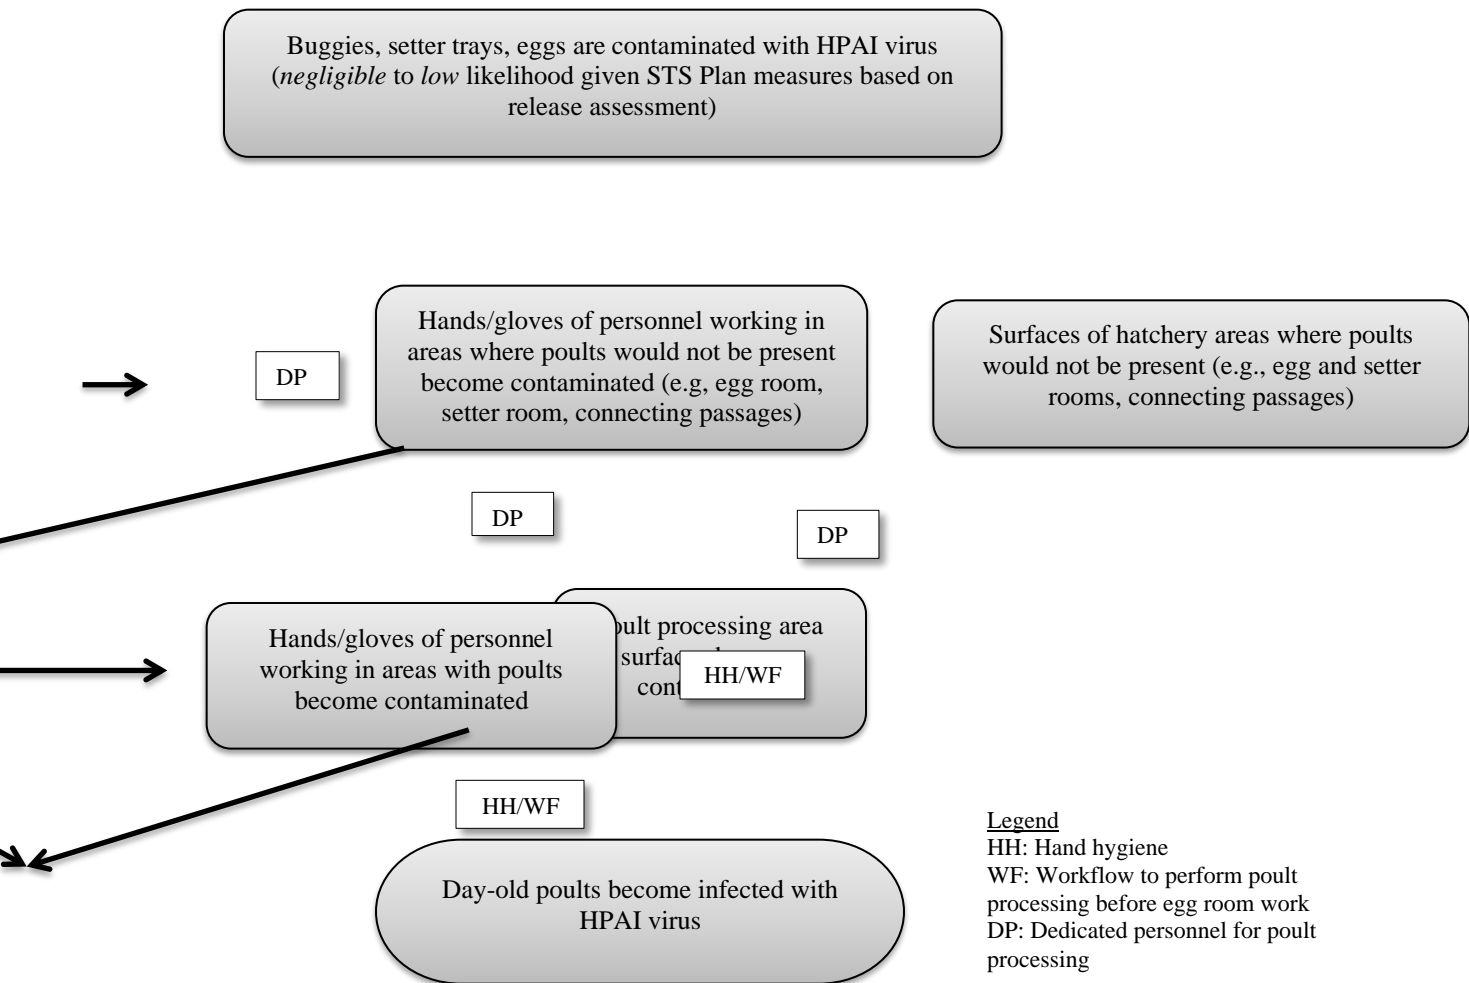 Buggies, setter trays, eggs are contaminated with HPAI virus
(negligible to low likelihood given STS Plan measures based on
release assessment)
Hands/gloves of personnel working in
areas where poults would not be present
become contaminated (e.g, egg room,
setter room, connecting passages)
Surfaces of hatchery areas where poults
would not be present (e.g., egg and setter
rooms, connecting passages)
DP
DP
DP
Hands/gloves of personnel
working in areas with poults
become contaminated
processing area
HH/WF
HH/WF
Day-old poults become infected with
HPAI virus
Legend
HH: Hand hygiene
WF: Workflow to perform poult
processing before egg room work
DP: Dedicated personnel for poult
processing